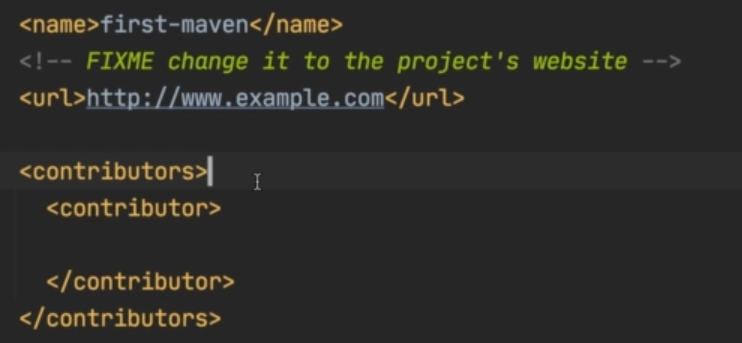 <name>first-maven</name>
<!-- FIXME change it to the project's website -->
<url>http://www.example.com</url>
<contributors>
<contributor>
</contributor>
</contributors>